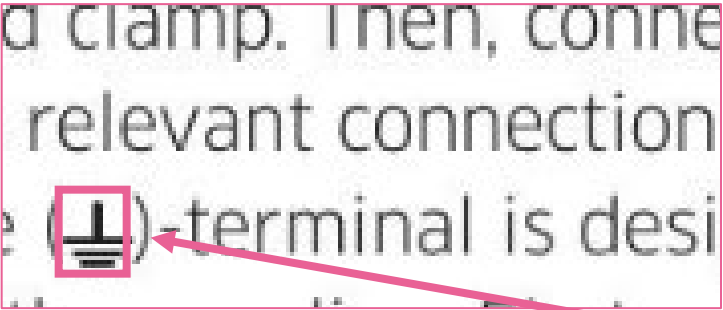 d clamp. Then, conne
relevant connection
(⏚)-terminal is desi